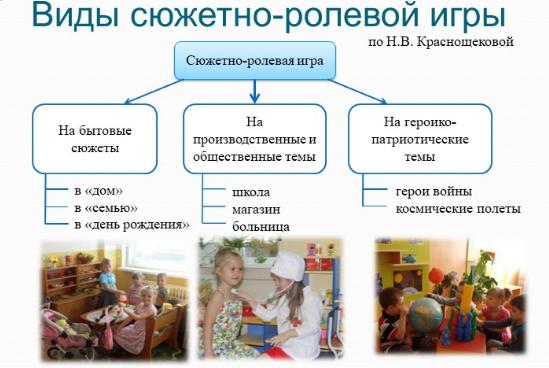 Виды сюжетно-ролевой игры
по Н.В. Краснощековой
Сюжетно-ролевая игра
На бытовые
сюжеты
в «дом»
в «семью»
в «день рождения»
На
производственные и
общественные темы
школа
магазин
больница
На героико-
патриотические
темы
герои войны
космические полеты